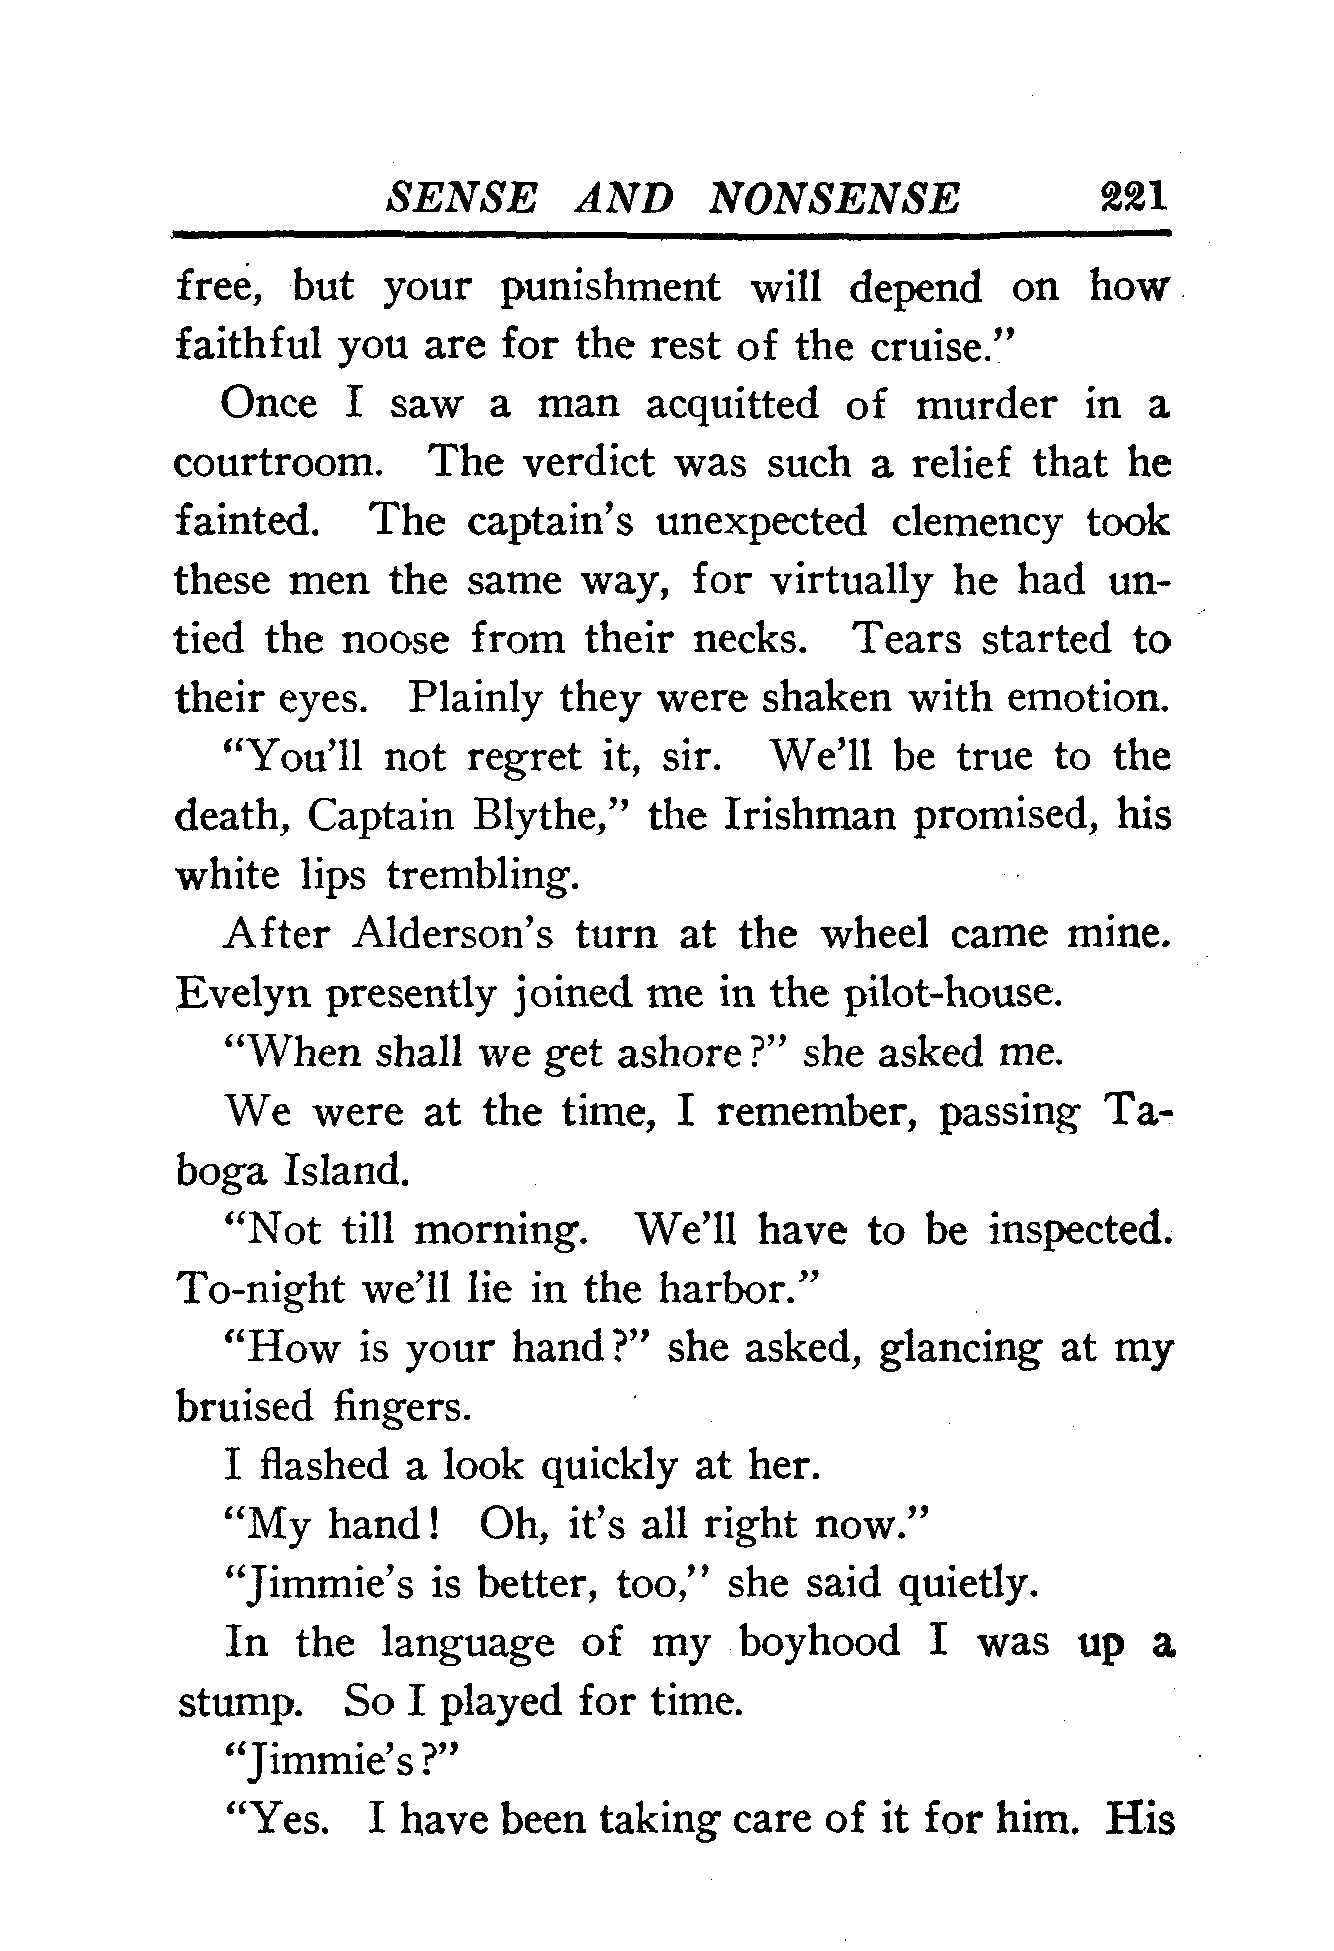 SENSE AND NONSENSE 221
free, but your punishment will depend on how
faithful you are for the rest of the cruise.”
Once I saw a man acquitted of murder in a
courtroom. The verdict was such a relief that he
fainted. The captain’s unexpected clemency took
these men the same way, for virtually he had un-
tied the noose from their necks. Tears started to
their eyes. Plainly they were shaken with emotion.
“You’ll not regret it, sir. We’ll be true to the
death, Captain Blythe,” the Irishman promised, his
white lips trembling.
After Alderson’s turn at the wheel came mine.
Evelyn presently joined me in the pilot-house.
“When shall we get ashore?” she asked me.
We were at the time, I remember, passing Ta-
boga Island.
“Not till morning. We’ll have to be inspected.
To-night we’ll lie in the harbor.”
“How is your hand?” she asked, glancing at my
bruised fingers.
I flashed a look quickly at her.
“My hand! Oh, it’s all right now.”
“Jimmie’s is better, too,” she said quietly.
In the language of my boyhood I was up a
stump. So I played for time.
“Jimmie’s?”
“Yes. I have been taking care of it for him. His